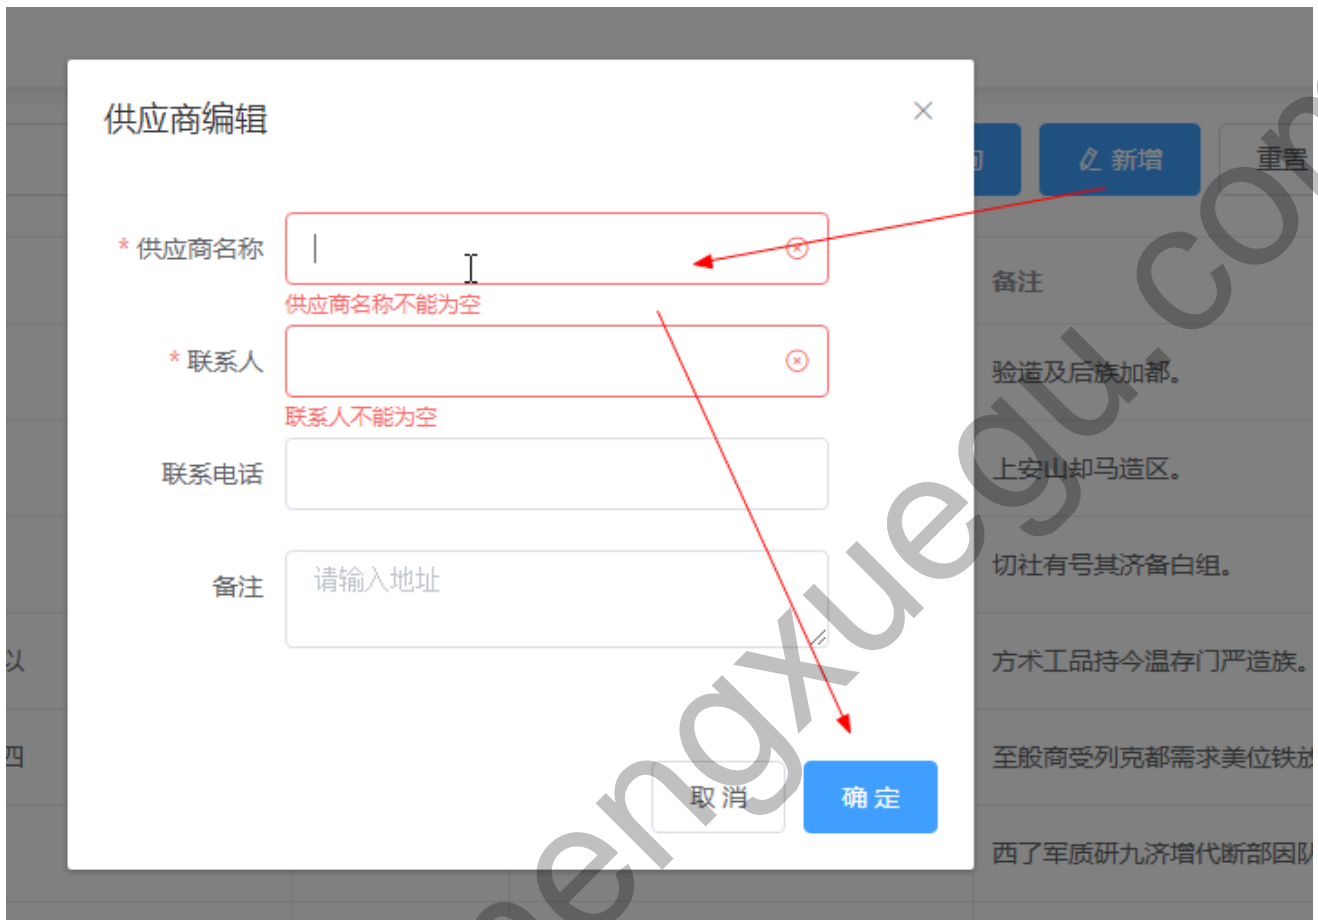 供应商编辑
新增
重置
* 供应商名称
供应商名称不能为空
备注
* 联系人
联系人不能为空
验造及后族加都。
联系电话
上安山却马造区。
备注
请输入地址
切社有号其济备白组。
以
方术工品持今温存门严造族。
四
至般商受列克都需求美位铁放
取消
确定
西了军质研九济增代断部因队
mengxuegu.com